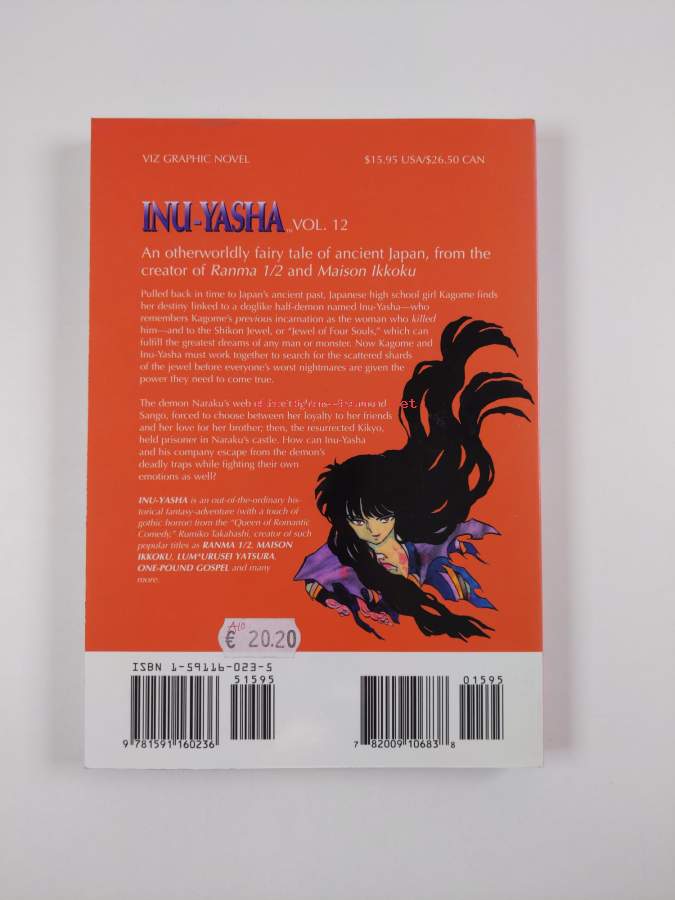 VIZ GRAPHIC NOVEL
$15.95 USA/$26.50 CAN
INU-YASHA™ VOL. 12
An otherworldly fairy tale of ancient Japan, from the
creator of Ranma 1/2 and Maison Ikkoku
Pulled back in time to Japan's ancient past, Japanese high school girl Kagome finds
her destiny linked to a doglike half-demon named Inu-Yasha—who
remembers Kagome's previous incarnation as the woman who killed
him—and to the Shikon Jewel, or "Jewel of Four Souls," which can
fulfill the greatest dreams of any man or monster. Now Kagome and
Inu-Yasha must work together to search for the scattered shards
of the jewel before everyone's worst nightmares are given the
power they need to come true.
The demon Naraku's web of
Sango, forced to choose between her loyalty to her friends
and her love for her brother; then, the resurrected Kikyo,
held prisoner in Naraku's castle. How can Inu-Yasha
and his company escape from the demon's
deadly traps while fighting their own
emotions as well?
INU-YASHA is an out-of-the-ordinary his-
torical fantasy-adventure (with a touch of
gothic horror) from the "Queen of Romantic
Comedy," Rumiko Takahashi, creator of such
popular titles as RANMA 1/2, MAISON
IKKOKU, LUM*URUSEI YATSURA,
ONE-POUND GOSPEL and many
more.
€ 20.20
ISBN 1-59116-023-5
51595
01595
9 781591 160236
7 82009 10683 8